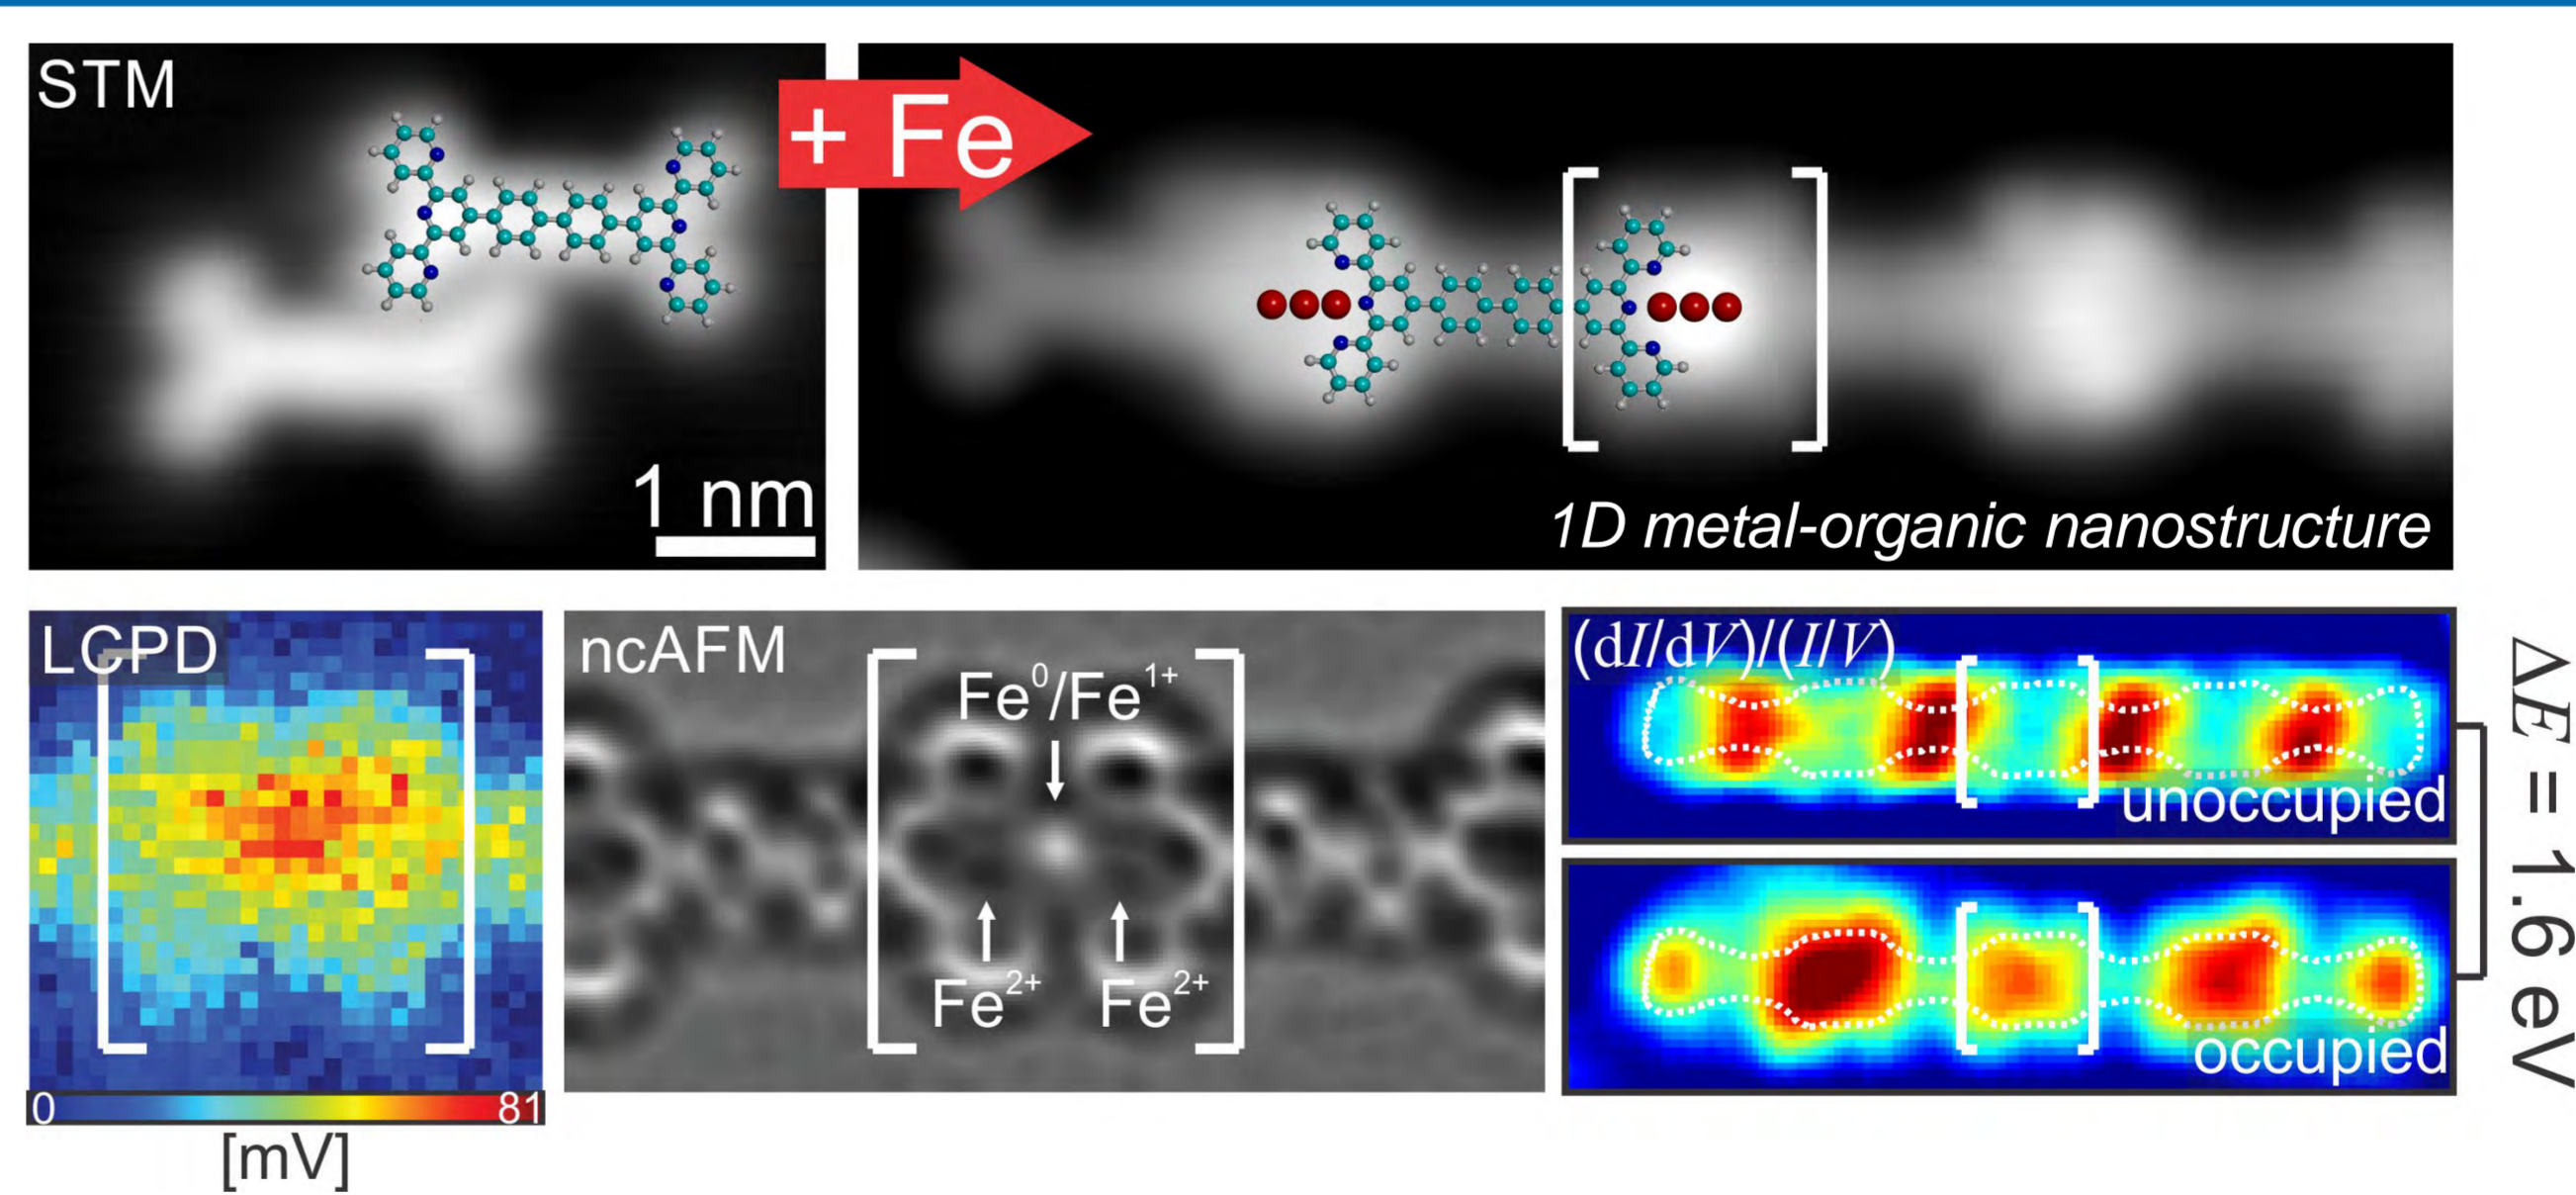 STM
+ Fe
1 nm
1D metal-organic nanostructure
LCPD
0 81
[mV]
ncAFM
Fe⁰/Fe¹⁺
Fe²⁺ Fe²⁺
(dI/dV)/(I/V)
unoccupied
occupied
ΔE = 1.6 eV